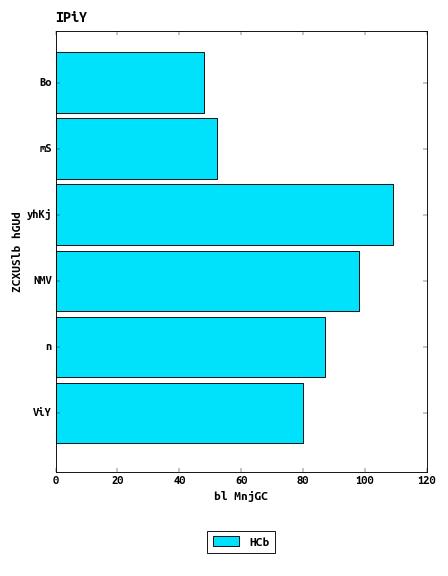 IPiY
ZCXUSlb hGUd
Bo
mS
yhKj
NMV
n
ViY
0 20 40 60 80 100 120
bl MnjGC
HCb